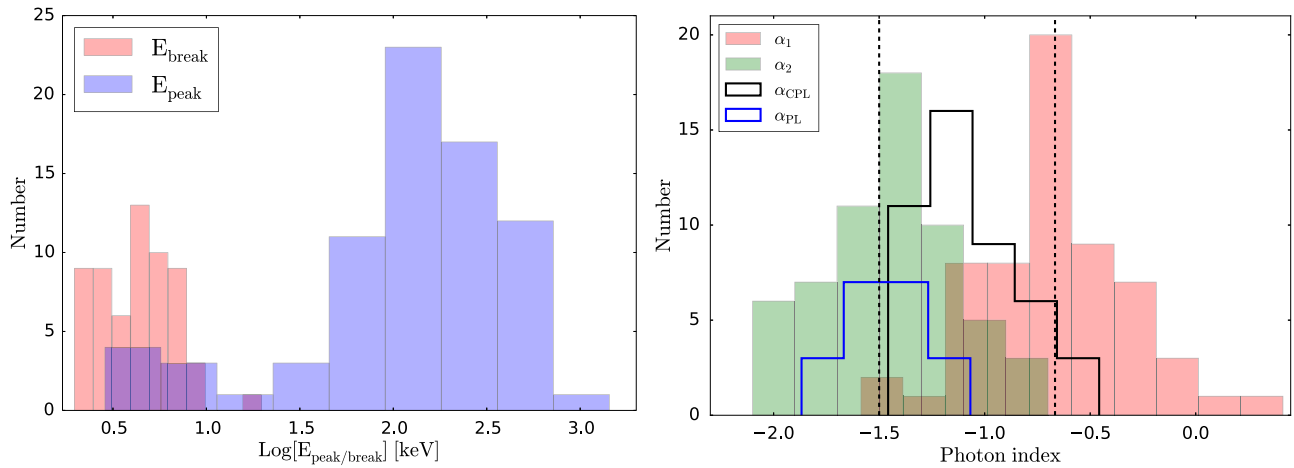 E_break
E_peak
Number
25
20
15
10
5
0
0.5 1.0 1.5 2.0 2.5 3.0
Log[E_peak/break] [keV]
α_1
α_2
α_CPL
α_PL
Number
20
15
10
5
0
−2.0 −1.5 −1.0 −0.5 0.0
Photon index